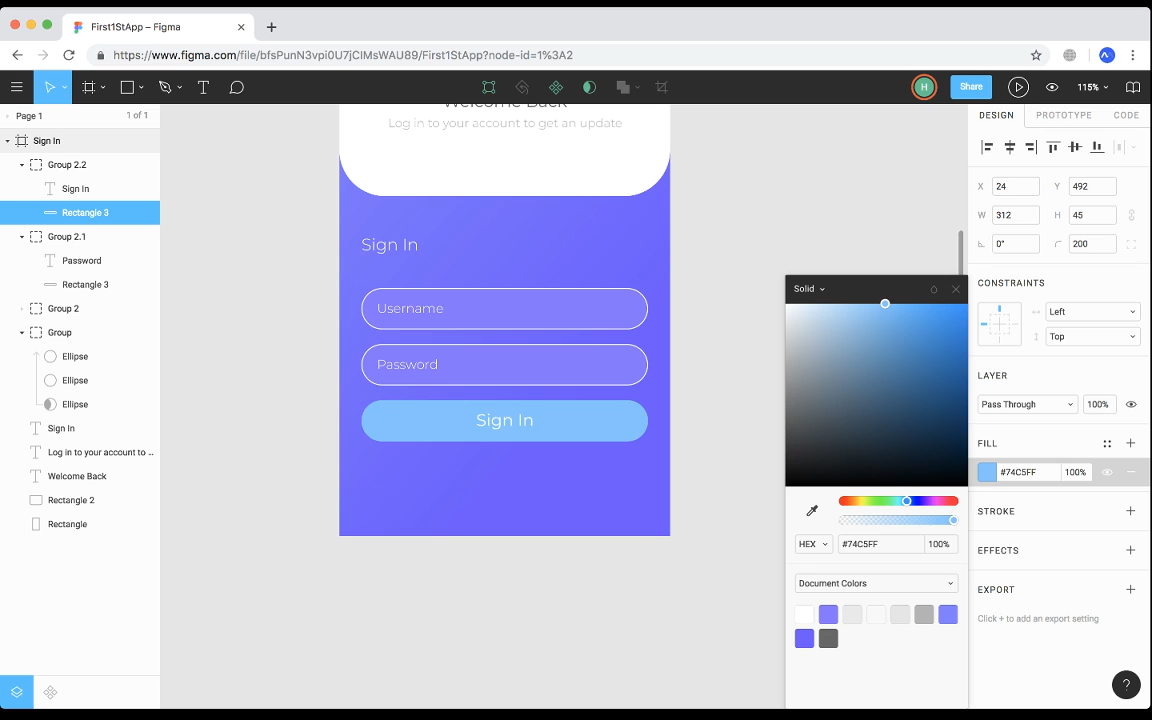 First1StApp – Figma
https://www.figma.com/file/bfsPunN3vpi0U7jClMsWAU89/First1StApp?node-id=1%3A2
H
Share
115%
Page 1
1 of 1
Sign In
Group 2.2
Sign In
Rectangle 3
Group 2.1
Password
Rectangle 3
Group 2
Group
Ellipse
Ellipse
Ellipse
Sign In
Log in to your account to ..
Welcome Back
Rectangle 2
Rectangle
Welcome Back
Log in to your account to get an update
Sign In
Username
Password
Sign In
Solid
HEX
#74C5FF
100%
Document Colors
DESIGN
PROTOTYPE
CODE
X
24
Y
492
W
312
H
45
0°
200
CONSTRAINTS
Left
Top
LAYER
Pass Through
100%
FILL
#74C5FF
100%
STROKE
EFFECTS
EXPORT
Click + to add an export setting
?